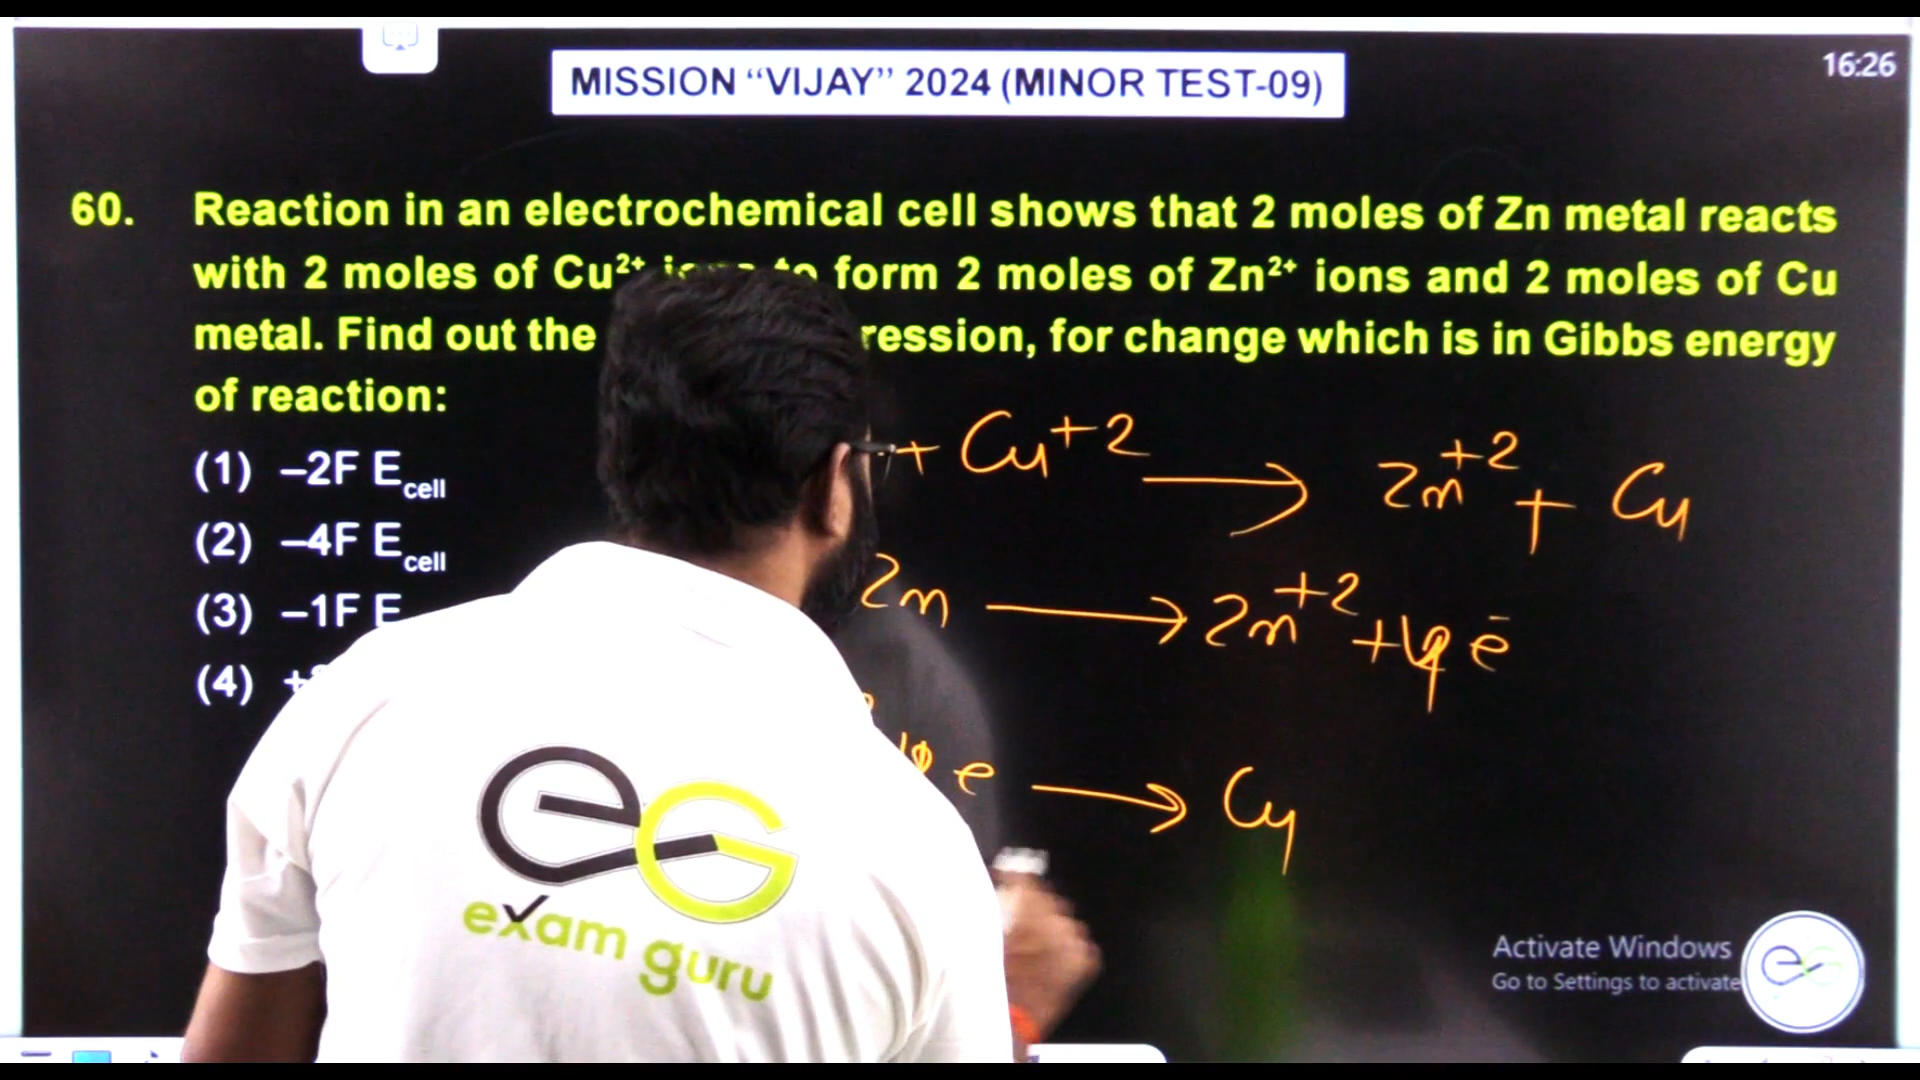 16:26
MISSION “VIJAY” 2024 (MINOR TEST-09)
60. Reaction in an electrochemical cell shows that 2 moles of Zn metal reacts
with 2 moles of Cu²⁺ to form 2 moles of Zn²⁺ ions and 2 moles of Cu
metal. Find out the ression, for change which is in Gibbs energy
of reaction:
+ Cu⁺² → Zn⁺² + Cu
(1) –2F Ecell
(2) –4F Ecell
Zn → Zn⁺² + 4e⁻
(3) –1F E
(4) +
e → Cu
exam guru
Activate Windows
Go to Settings to activate